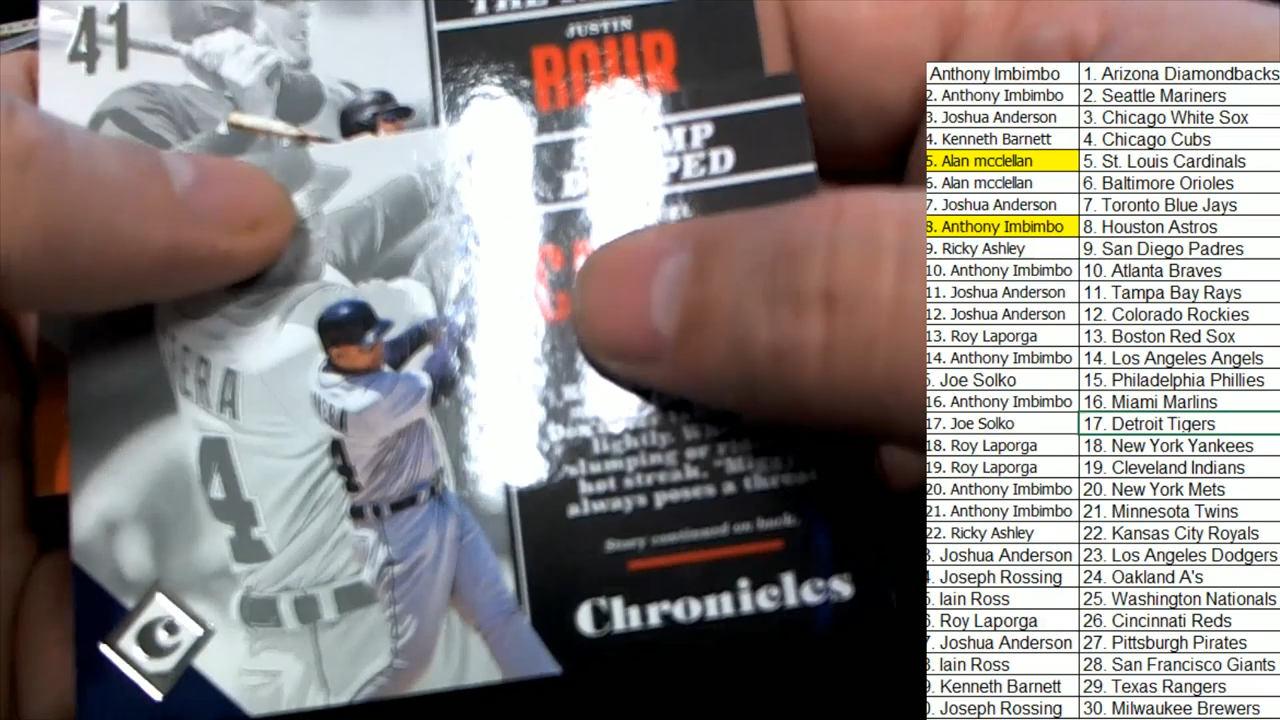 41
JUSTIN
BOUR
ERA
4
lightly.
slumping or
hot streak.
always poses a
Story continued on back.
Chronicles
Anthony Imbimbo 1. Arizona Diamondbacks
2. Anthony Imbimbo 2. Seattle Mariners
3. Joshua Anderson 3. Chicago White Sox
4. Kenneth Barnett 4. Chicago Cubs
5. Alan mcclellan 5. St. Louis Cardinals
6. Alan mcclellan 6. Baltimore Orioles
7. Joshua Anderson 7. Toronto Blue Jays
8. Anthony Imbimbo 8. Houston Astros
9. Ricky Ashley 9. San Diego Padres
10. Anthony Imbimbo 10. Atlanta Braves
11. Joshua Anderson 11. Tampa Bay Rays
12. Joshua Anderson 12. Colorado Rockies
13. Roy Laporga 13. Boston Red Sox
14. Anthony Imbimbo 14. Los Angeles Angels
5. Joe Solko 15. Philadelphia Phillies
16. Anthony Imbimbo 16. Miami Marlins
17. Joe Solko 17. Detroit Tigers
18. Roy Laporga 18. New York Yankees
19. Roy Laporga 19. Cleveland Indians
20. Anthony Imbimbo 20. New York Mets
21. Anthony Imbimbo 21. Minnesota Twins
22. Ricky Ashley 22. Kansas City Royals
3. Joshua Anderson 23. Los Angeles Dodgers
4. Joseph Rossing 24. Oakland A's
5. Iain Ross 25. Washington Nationals
6. Roy Laporga 26. Cincinnati Reds
7. Joshua Anderson 27. Pittsburgh Pirates
8. Iain Ross 28. San Francisco Giants
9. Kenneth Barnett 29. Texas Rangers
0. Joseph Rossing 30. Milwaukee Brewers